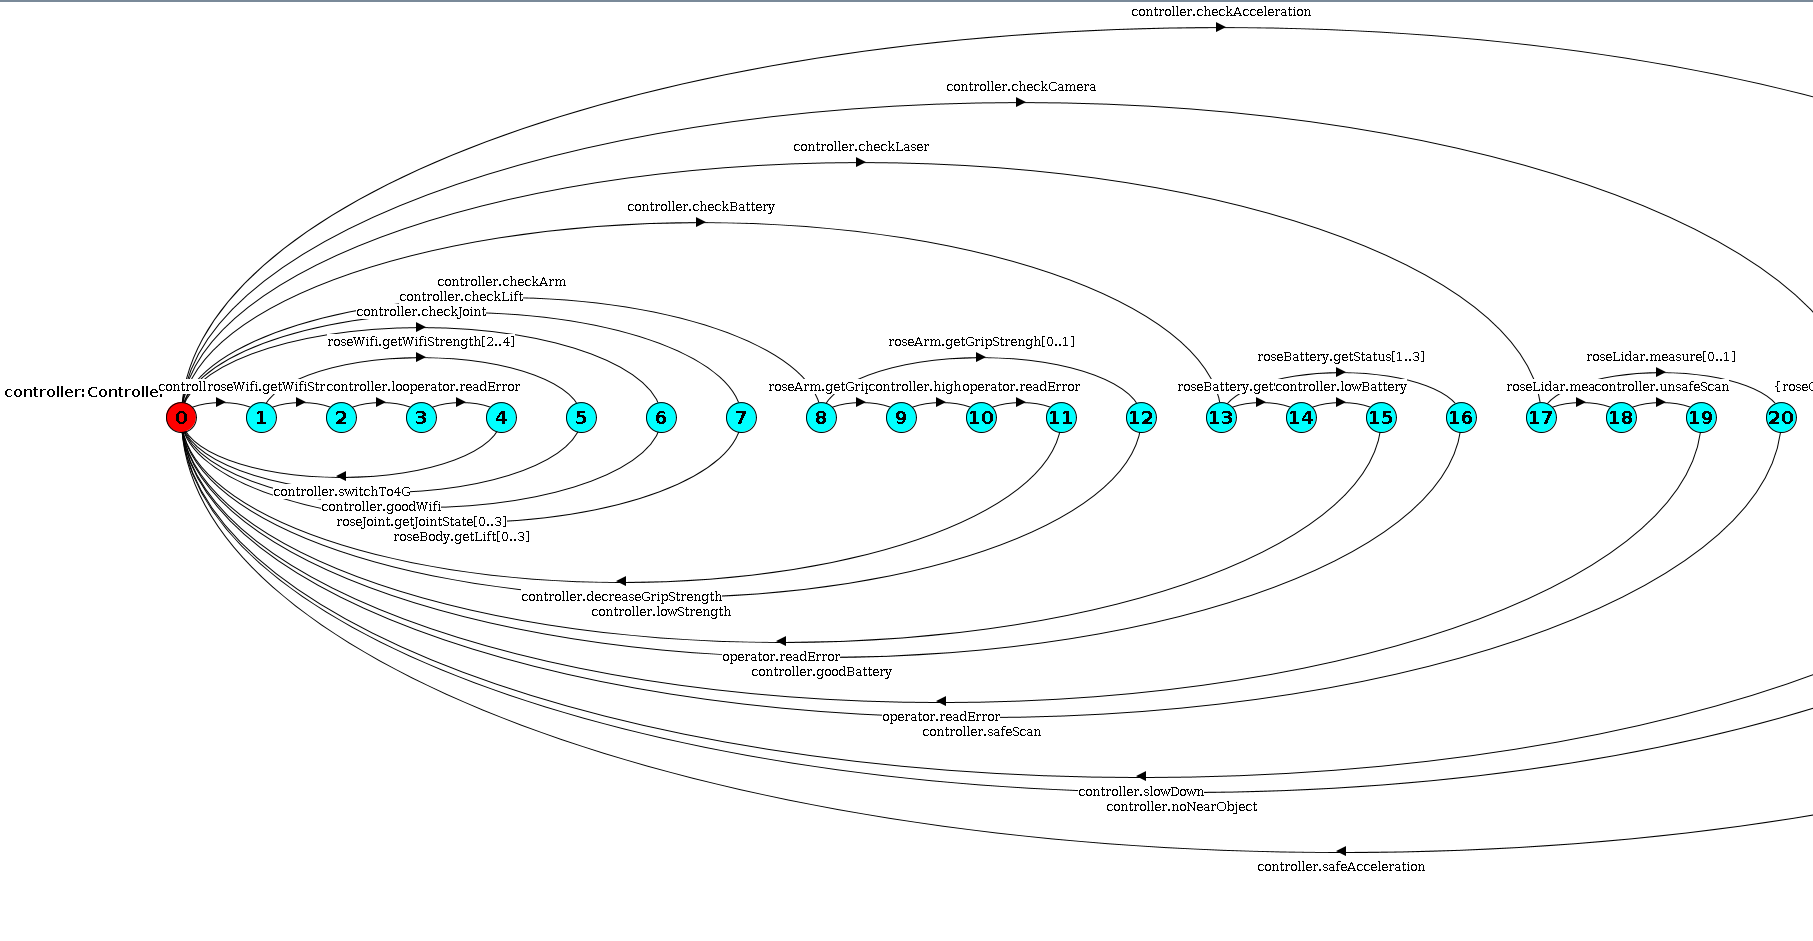 controller.checkAcceleration
controller.checkCamera
controller.checkLaser
controller.checkBattery
controller.checkArm
controller.checkLift
controller.checkJoint
roseWifi.getWifiStrength[2..4]
roseArm.getGripStrengh[0..1]
roseBattery.getStatus[1..3]
roseLidar.measure[0..1]
controller:Controlle.
controll
roseWifi.getWifiStr
controller.lo
operator.readError
roseArm.getGrip
controller.high
operator.readError
roseBattery.get
controller.lowBattery
roseLidar.mea
controller.unsafeScan
0 1 2 3 4 5 6 7 8 9 10 11 12 13 14 15 16 17 18 19 20
controller.switchTo4G
controller.goodWifi
roseJoint.getJointState[0..3]
roseBody.getLift[0..3]
controller.decreaseGripStrength
controller.lowStrength
operator.readError
controller.goodBattery
operator.readError
controller.safeScan
controller.slowDown
controller.noNearObject
controller.safeAcceleration